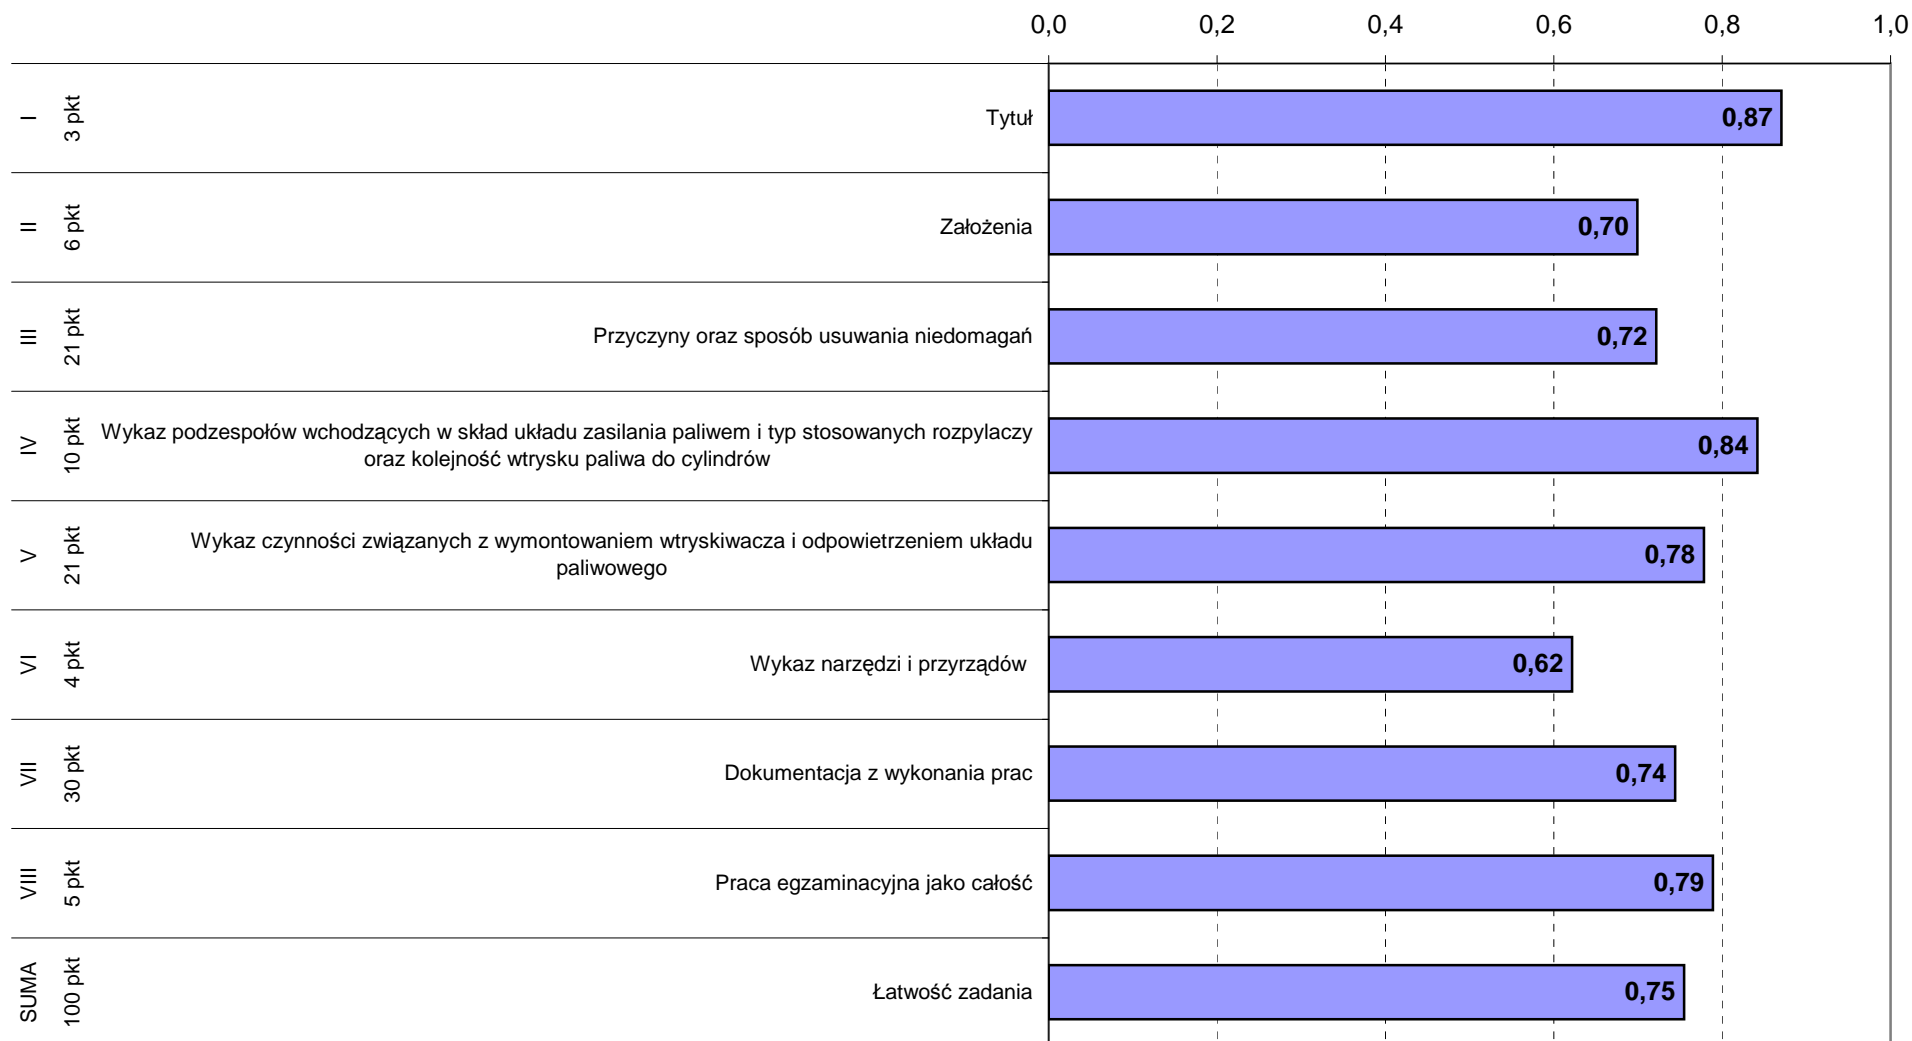 0,0 0,2 0,4 0,6 0,8 1,0
I 3 pkt Tytuł 0,87
II 6 pkt Założenia 0,70
III 21 pkt Przyczyny oraz sposób usuwania niedomagań 0,72
IV 10 pkt Wykaz podzespołów wchodzących w skład układu zasilania paliwem i typ stosowanych rozpylaczy
oraz kolejność wtrysku paliwa do cylindrów 0,84
V 21 pkt Wykaz czynności związanych z wymontowaniem wtryskiwacza i odpowietrzeniem układu
paliwowego 0,78
VI 4 pkt Wykaz narzędzi i przyrządów 0,62
VII 30 pkt Dokumentacja z wykonania prac 0,74
VIII 5 pkt Praca egzaminacyjna jako całość 0,79
SUMA 100 pkt Łatwość zadania 0,75